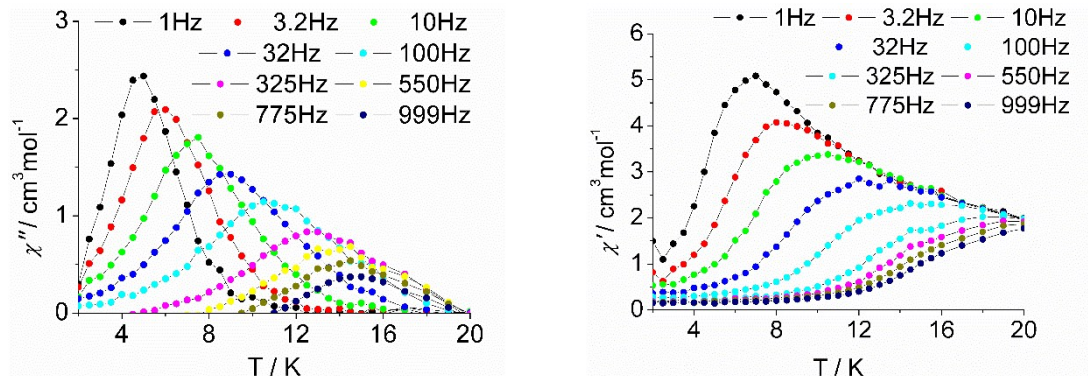 1Hz 3.2Hz 10Hz
32Hz 100Hz
325Hz 550Hz
775Hz 999Hz
3
2
1
0
χ″ / cm³mol⁻¹
4 8 12 16 20
T / K
1Hz 3.2Hz 10Hz
32Hz 100Hz
325Hz 550Hz
775Hz 999Hz
6
5
4
3
2
1
0
χ′ / cm³mol⁻¹
4 8 12 16 20
T / K